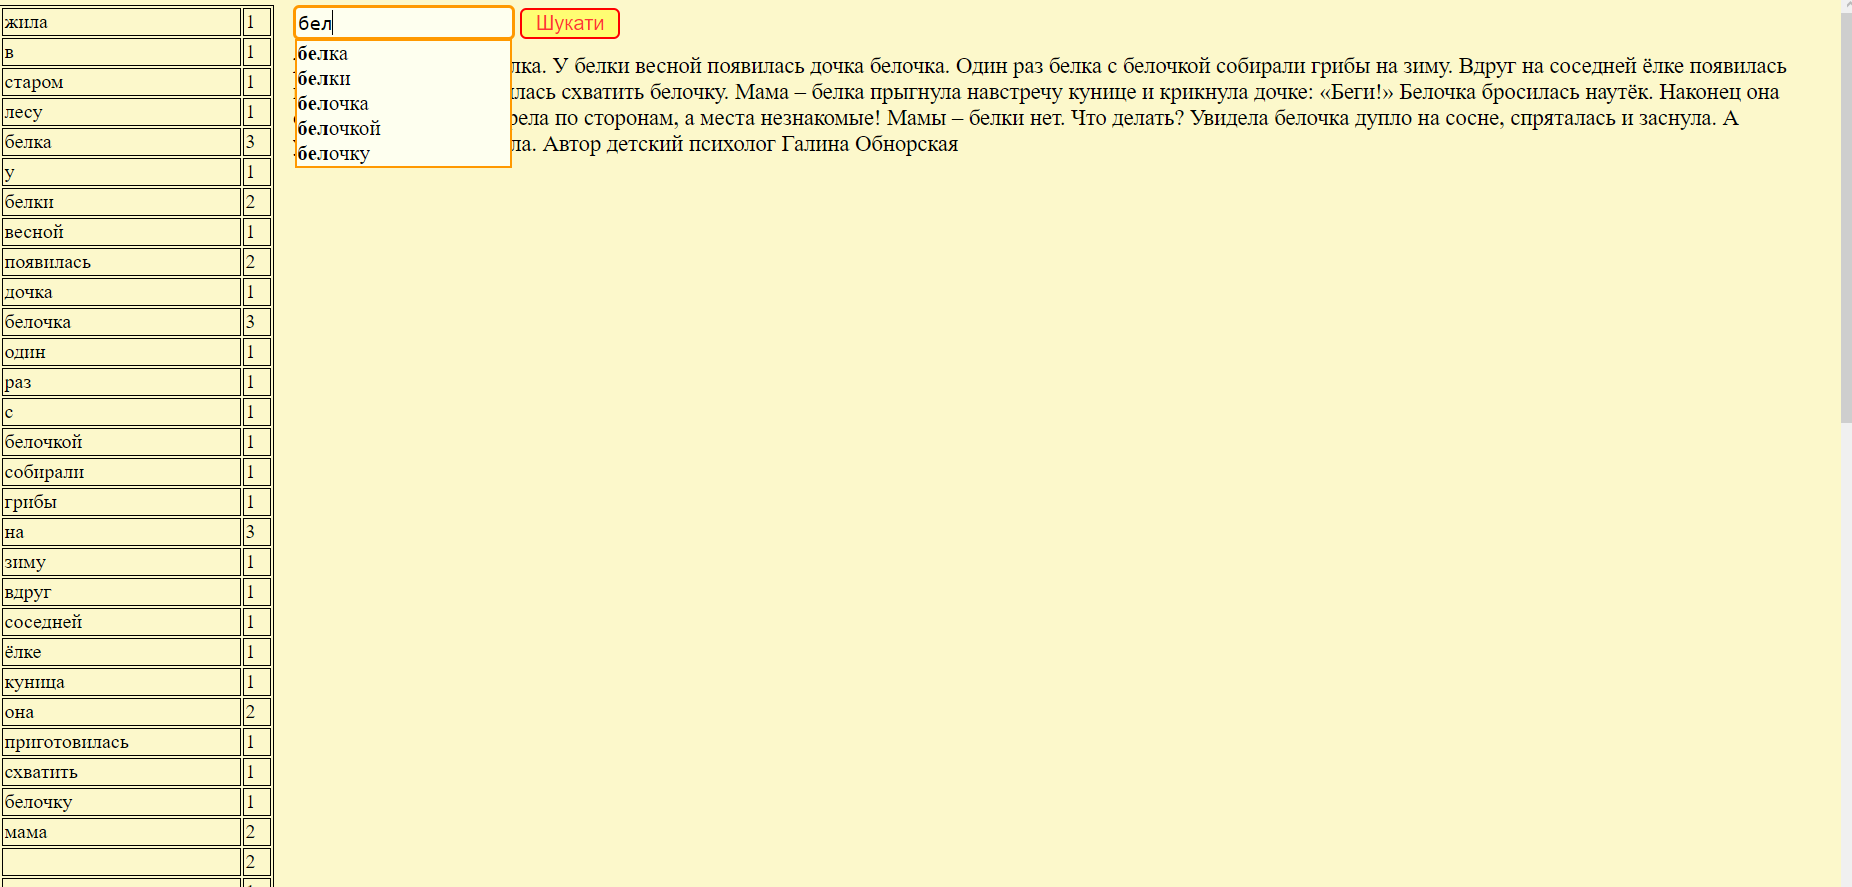 жила 1
в 1
старом 1
лесу 1
белка 3
у 1
белки 2
весной 1
появилась 2
дочка 1
белочка 3
один 1
раз 1
с 1
белочкой 1
собирали 1
грибы 1
на 3
зиму 1
вдруг 1
соседней 1
ёлке 1
куница 1
она 2
приготовилась 1
схватить 1
белочку 1
мама 2
2
бел Шукати
белка
белки
белочка
белочкой
белочку
лка. У белки весной появилась дочка белочка. Один раз белка с белочкой собирали грибы на зиму. Вдруг на соседней ёлке появилась
лась схватить белочку. Мама – белка прыгнула навстречу кунице и крикнула дочке: «Беги!» Белочка бросилась наутёк. Наконец она
рела по сторонам, а места незнакомые! Мамы – белки нет. Что делать? Увидела белочка дупло на сосне, спряталась и заснула. А
ла. Автор детский психолог Галина Обнорская